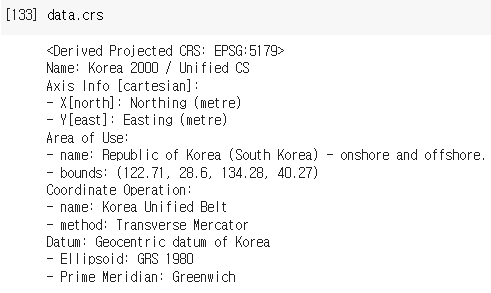 [133] data.crs
<Derived Projected CRS: EPSG:5179>
Name: Korea 2000 / Unified CS
Axis Info [cartesian]:
- X[north]: Northing (metre)
- Y[east]: Easting (metre)
Area of Use:
- name: Republic of Korea (South Korea) - onshore and offshore.
- bounds: (122.71, 28.6, 134.28, 40.27)
Coordinate Operation:
- name: Korea Unified Belt
- method: Transverse Mercator
Datum: Geocentric datum of Korea
- Ellipsoid: GRS 1980
- Prime Meridian: Greenwich